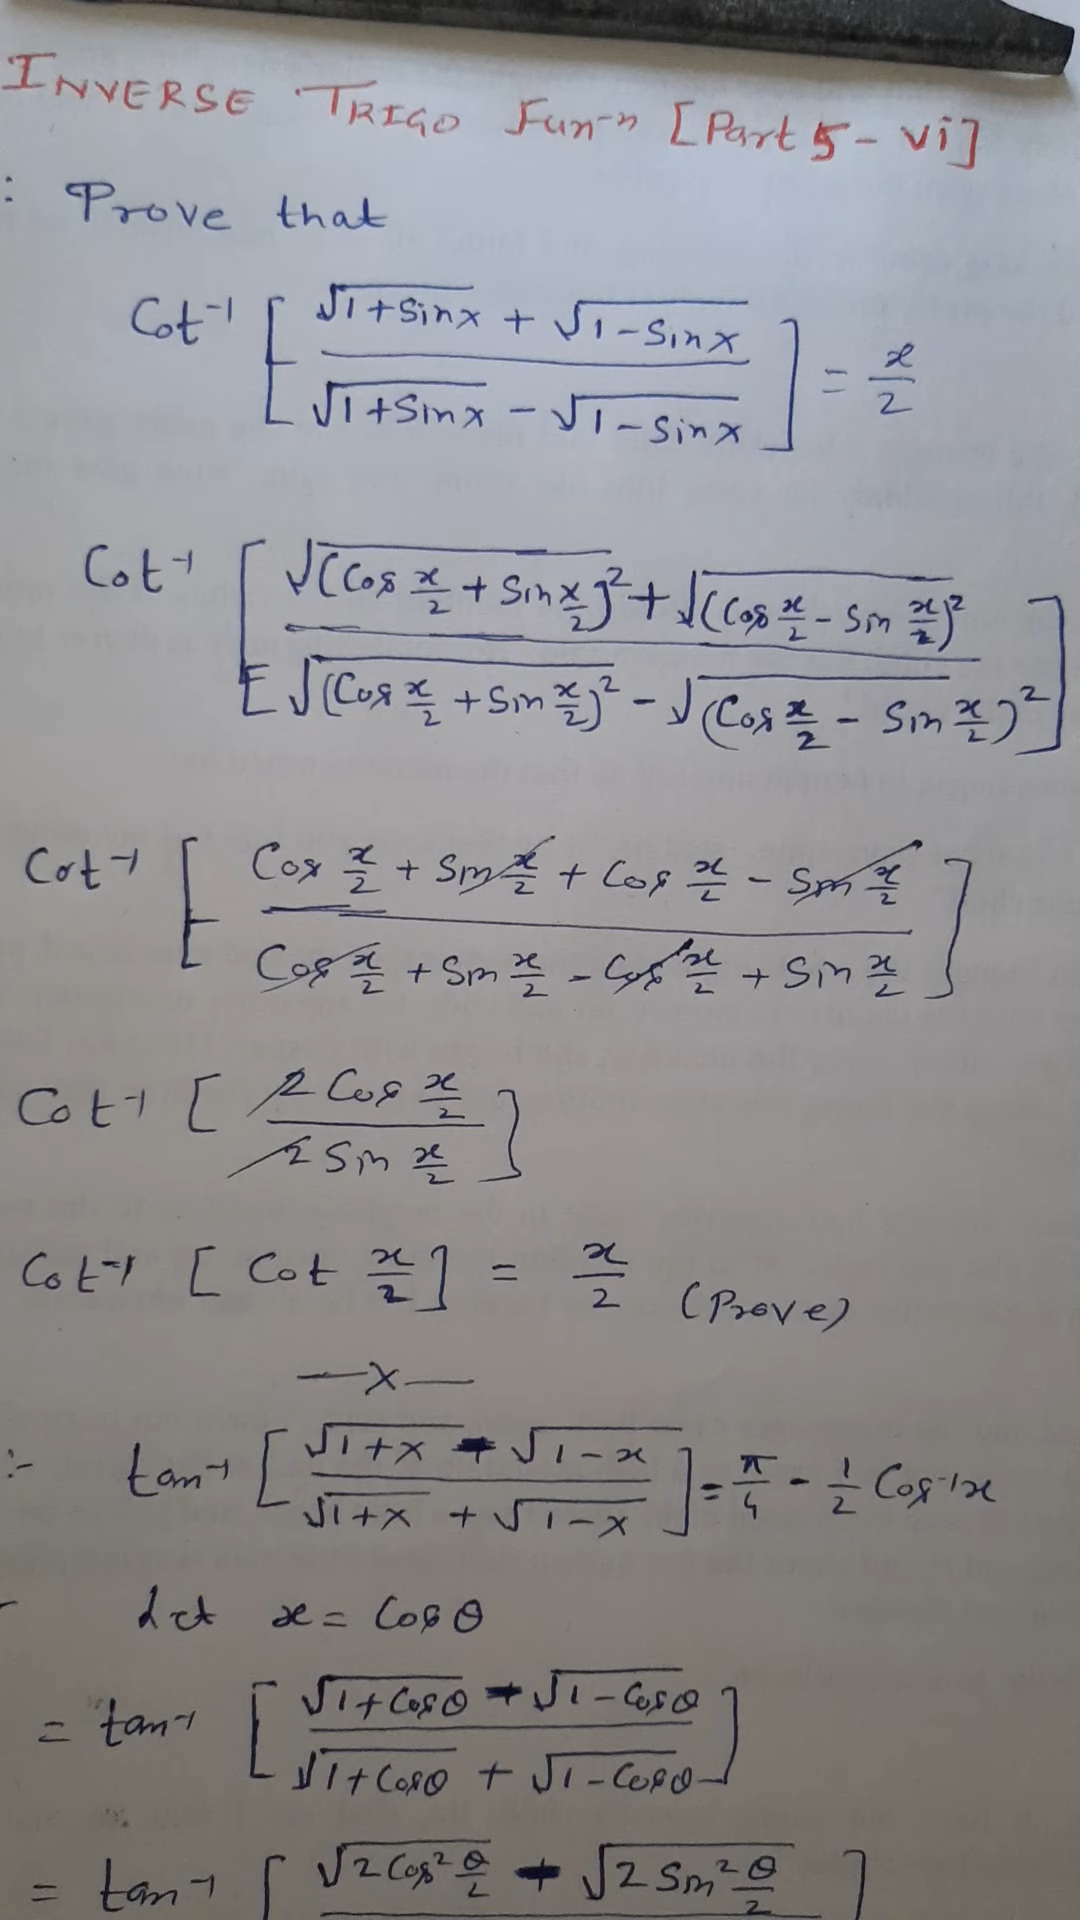 INVERSE TRIGO Fun-n [Part 5 - vi]
: Prove that
Cot⁻¹ [ (√1+Sinx + √1-Sinx) / (√1+Sinx - √1-Sinx) ] = x/2
Cot⁻¹ [ (√(Cos x/2 + Sin x/2)² + √(Cos x/2 - Sin x/2)²) / (√(Cos x/2 + Sin x/2)² - √(Cos x/2 - Sin x/2)²) ]
Cot⁻¹ [ (Cos x/2 + Sin x/2 + Cos x/2 - Sin x/2) / (Cos x/2 + Sin x/2 - Cos x/2 + Sin x/2) ]
Cot⁻¹ [ (2 Cos x/2) / (2 Sin x/2) ]
Cot⁻¹ [ Cot x/2 ] = x/2 (Prove)
—x—
:- tan⁻¹ [ (√1+x - √1-x) / (√1+x + √1-x) ] = π/4 - 1/2 Cos⁻¹x
Let x = Cosθ
= tan⁻¹ [ (√1+Cosθ - √1-Cosθ) / (√1+Cosθ + √1-Cosθ) ]
= tan⁻¹ [ √2Cos² θ/2 - √2 Sin² θ/2 ]